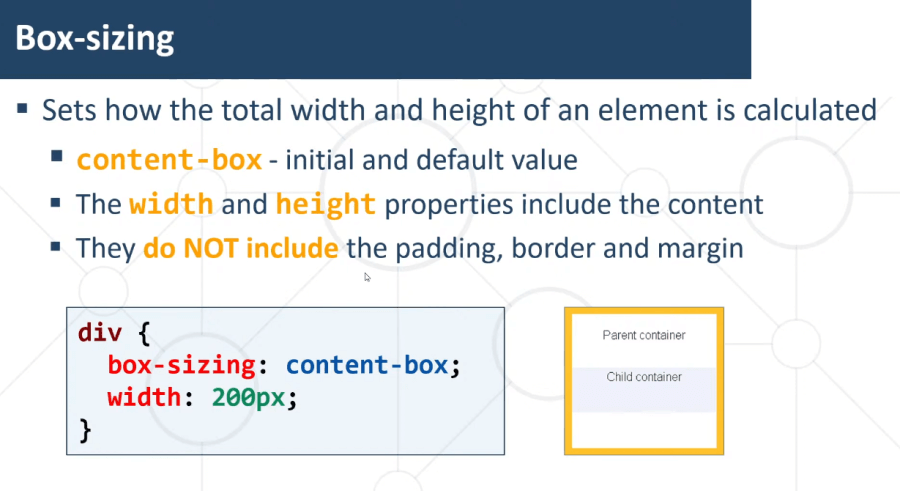 Box-sizing
▪ Sets how the total width and height of an element is calculated
▪ content-box - initial and default value
▪ The width and height properties include the content
▪ They do NOT include the padding, border and margin
div {
  box-sizing: content-box;
  width: 200px;
}
Parent container
Child container